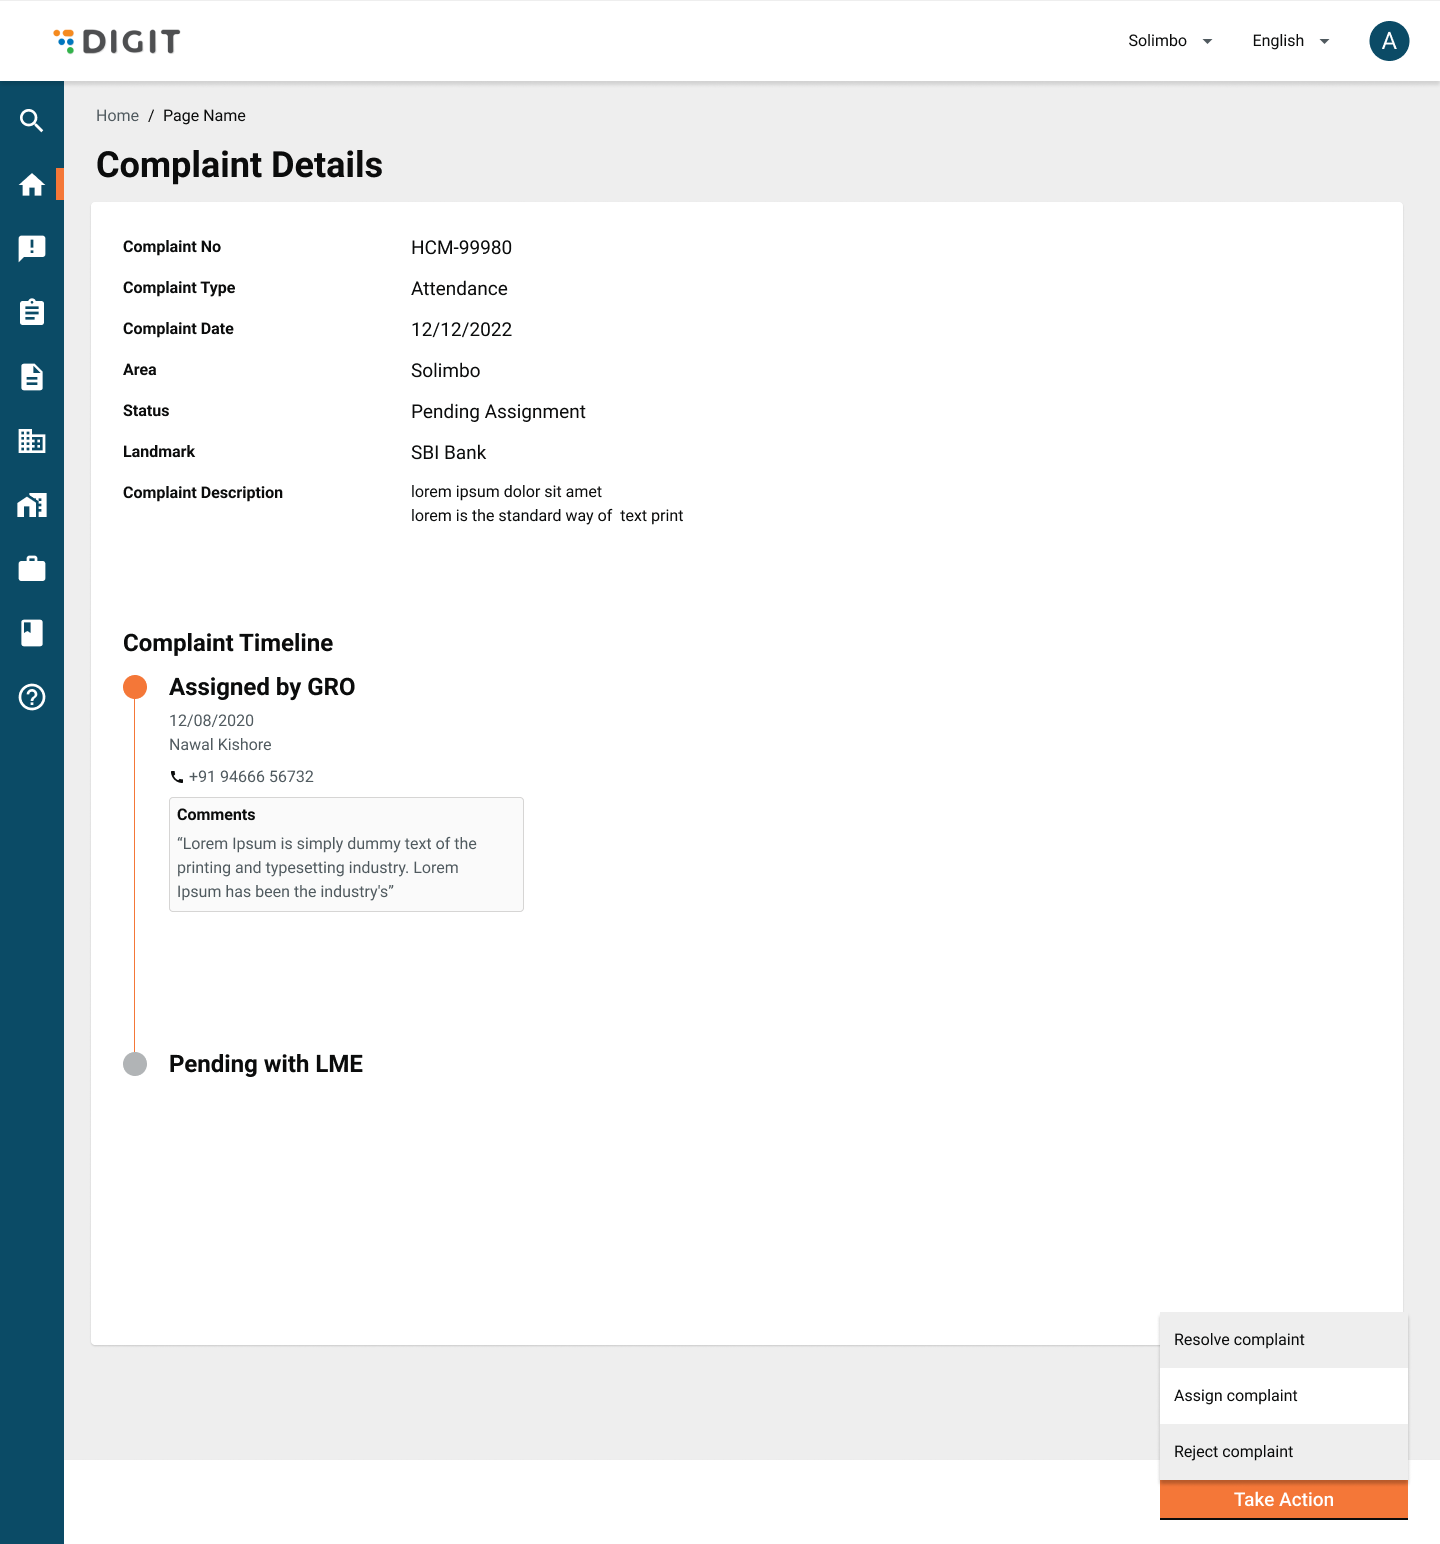 DIGIT
Solimbo
English
A
Home / Page Name
Complaint Details
Complaint No
HCM-99980
Complaint Type
Attendance
Complaint Date
12/12/2022
Area
Solimbo
Status
Pending Assignment
Landmark
SBI Bank
Complaint Description
lorem ipsum dolor sit amet
lorem is the standard way of  text print
Complaint Timeline
Assigned by GRO
12/08/2020
Nawal Kishore
+91 94666 56732
Comments
“Lorem Ipsum is simply dummy text of the
printing and typesetting industry. Lorem
Ipsum has been the industry's”
Pending with LME
Resolve complaint
Assign complaint
Reject complaint
Take Action